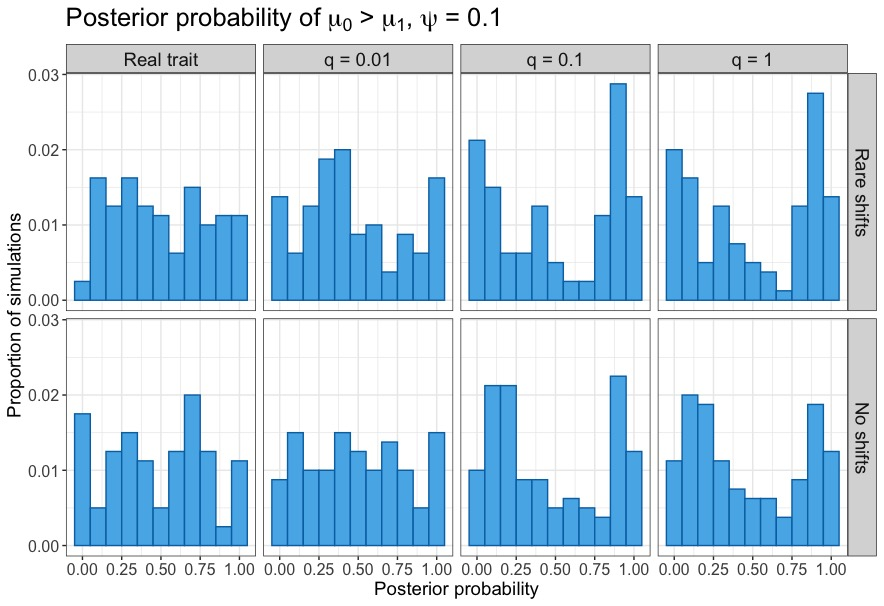 Posterior probability of μ₀ > μ₁, ψ = 0.1
Real trait
q = 0.01
q = 0.1
q = 1
Proportion of simulations
0.03
0.02
0.01
0.00
Rare shifts
0.03
0.02
0.01
0.00
No shifts
0.00 0.25 0.50 0.75 1.00
0.00 0.25 0.50 0.75 1.00
0.00 0.25 0.50 0.75 1.00
0.00 0.25 0.50 0.75 1.00
Posterior probability